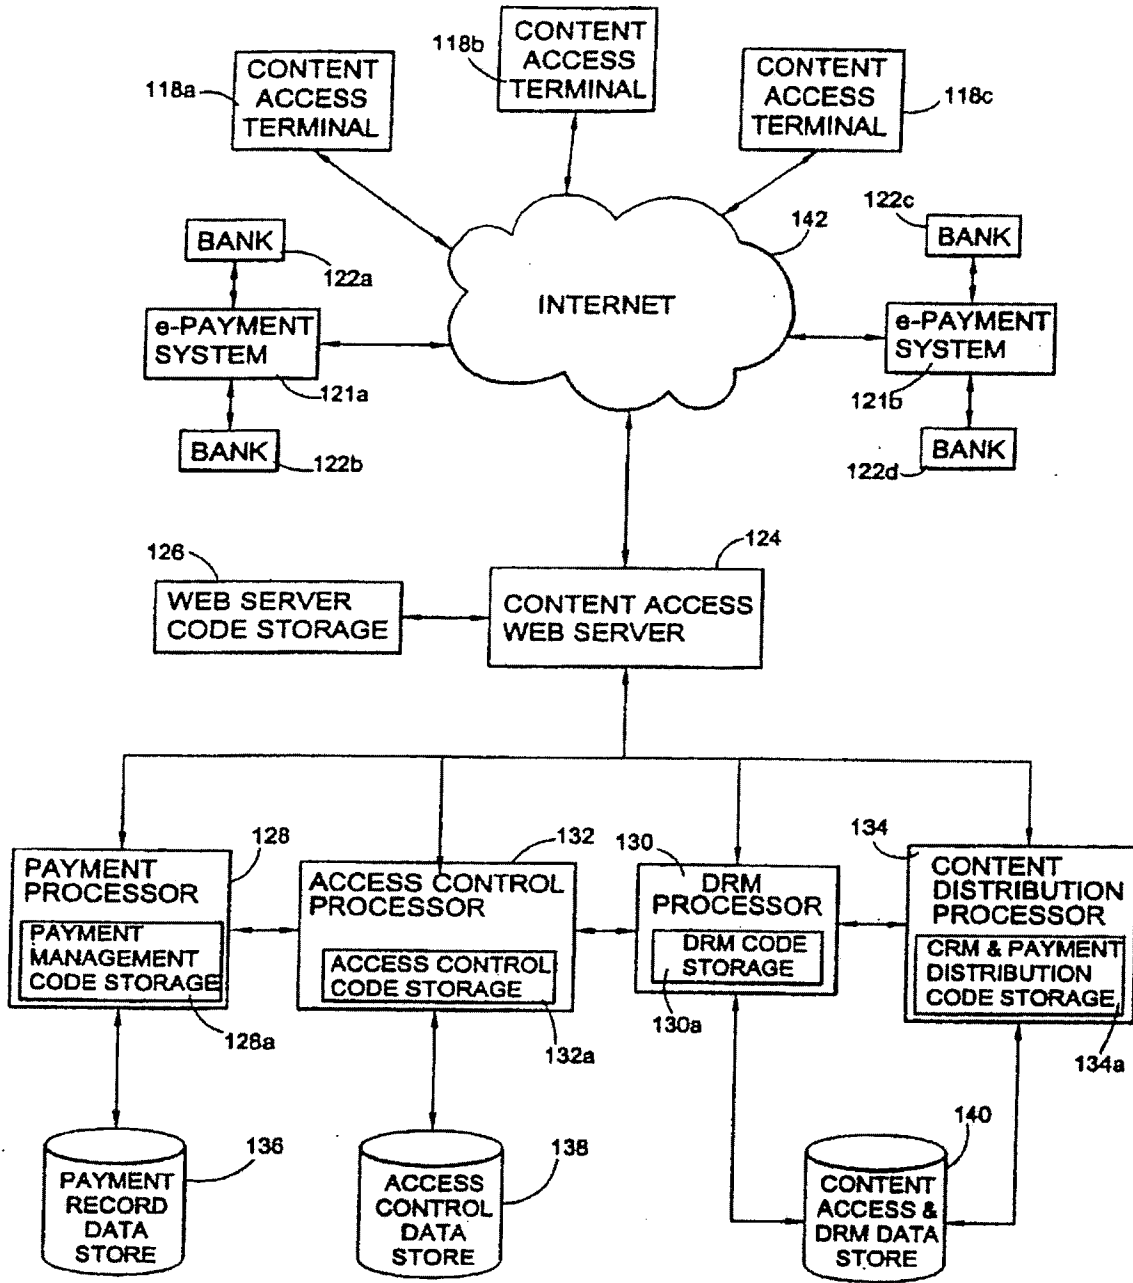 CONTENT
ACCESS
TERMINAL
118a
118b
CONTENT
ACCESS
TERMINAL
CONTENT
ACCESS
TERMINAL
118c
142
INTERNET
BANK
122a
e-PAYMENT
SYSTEM
121a
BANK
122b
122c
BANK
e-PAYMENT
SYSTEM
121b
BANK
122d
126
WEB SERVER
CODE STORAGE
124
CONTENT ACCESS
WEB SERVER
128
PAYMENT
PROCESSOR
PAYMENT
MANAGEMENT
CODE STORAGE
128a
132
ACCESS CONTROL
PROCESSOR
ACCESS CONTROL
CODE STORAGE
132a
130
DRM
PROCESSOR
DRM CODE
STORAGE
130a
134
CONTENT
DISTRIBUTION
PROCESSOR
CRM & PAYMENT
DISTRIBUTION
CODE STORAGE
134a
136
PAYMENT
RECORD
DATA
STORE
138
ACCESS
CONTROL
DATA
STORE
140
CONTENT
ACCESS &
DRM DATA
STORE